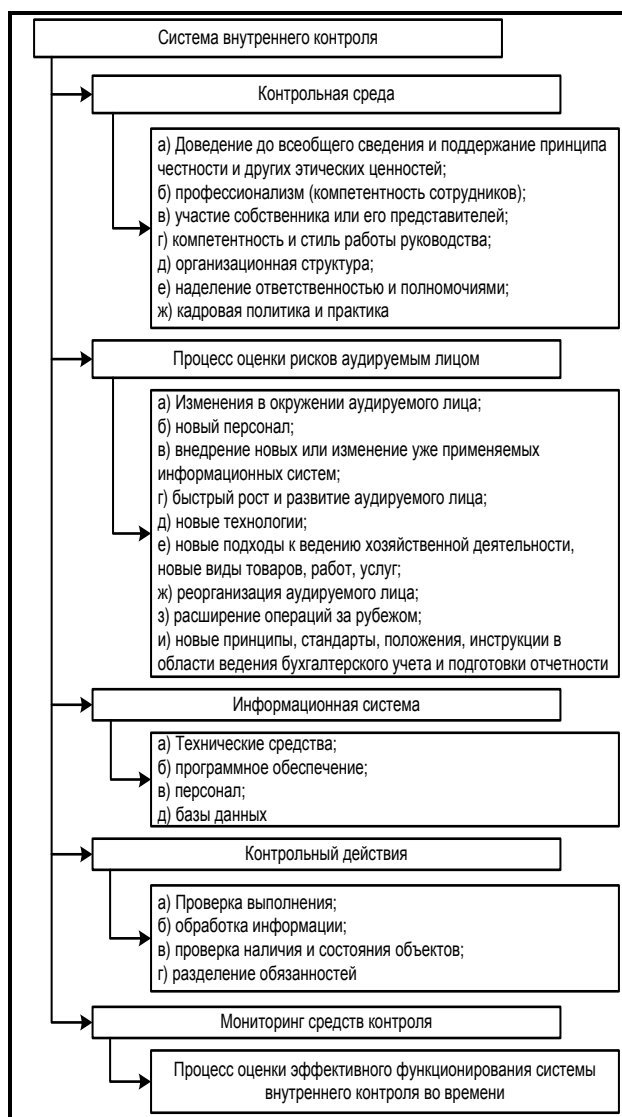 Система внутреннего контроля
Контрольная среда
а) Доведение до всеобщего сведения и поддержание принципа
честности и других этических ценностей;
б) профессионализм (компетентность сотрудников);
в) участие собственника или его представителей;
г) компетентность и стиль работы руководства;
д) организационная структура;
е) наделение ответственностью и полномочиями;
ж) кадровая политика и практика
Процесс оценки рисков аудируемым лицом
а) Изменения в окружении аудируемого лица;
б) новый персонал;
в) внедрение новых или изменение уже применяемых
информационных систем;
г) быстрый рост и развитие аудируемого лица;
д) новые технологии;
е) новые подходы к ведению хозяйственной деятельности,
новые виды товаров, работ, услуг;
ж) реорганизация аудируемого лица;
з) расширение операций за рубежом;
и) новые принципы, стандарты, положения, инструкции в
области ведения бухгалтерского учета и подготовки отчетности
Информационная система
а) Технические средства;
б) программное обеспечение;
в) персонал;
д) базы данных
Контрольный действия
а) Проверка выполнения;
б) обработка информации;
в) проверка наличия и состояния объектов;
г) разделение обязанностей
Мониторинг средств контроля
Процесс оценки эффективного функционирования системы
внутреннего контроля во времени